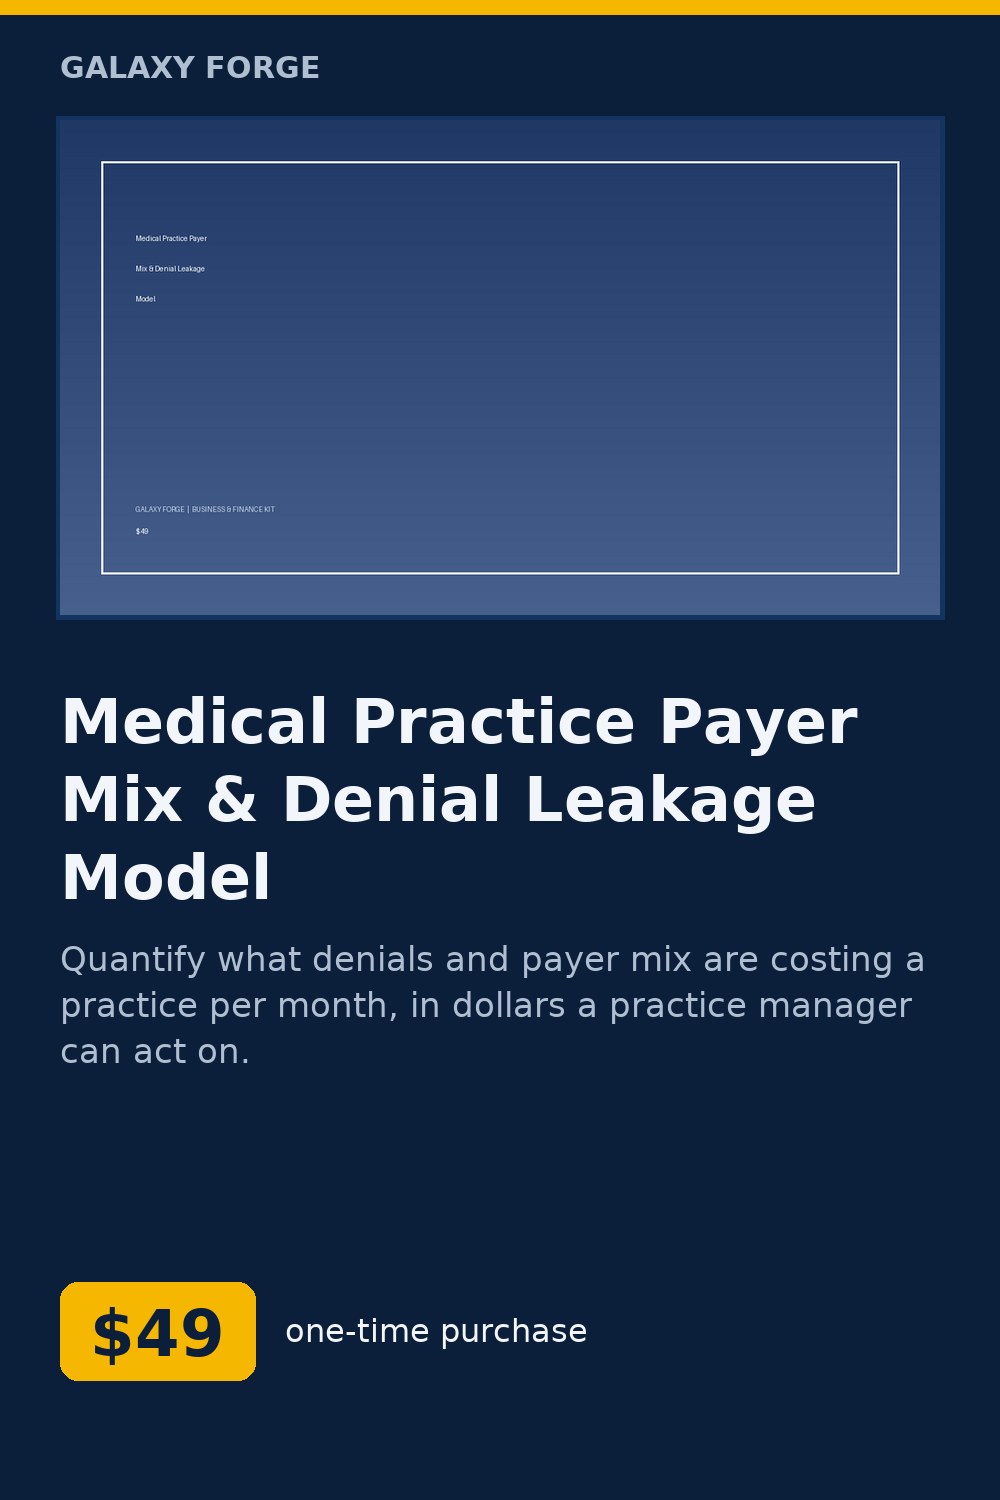 GALAXY FORGE
Medical Practice Payer
Mix & Denial Leakage
Model
GALAXY FORGE | BUSINESS & FINANCE KIT
$49
Medical Practice Payer
Mix & Denial Leakage
Model
Quantify what denials and payer mix are costing a
practice per month, in dollars a practice manager
can act on.
$49 one-time purchase